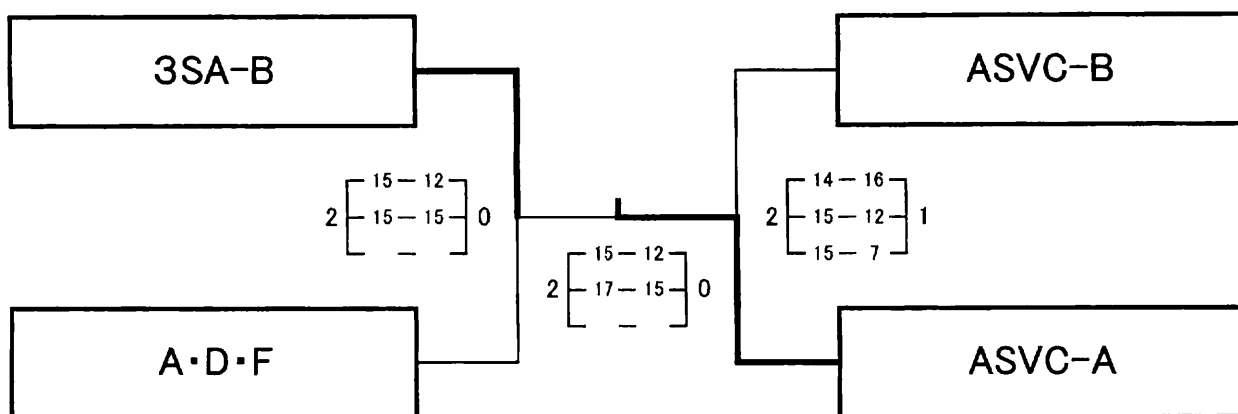 3SA-B
ASVC-B
15 — 12
2 15 — 15 0
— —
14 — 16
2 15 — 12 1
15 — 7
15 — 12
2 17 — 15 0
— —
A・D・F
ASVC-A